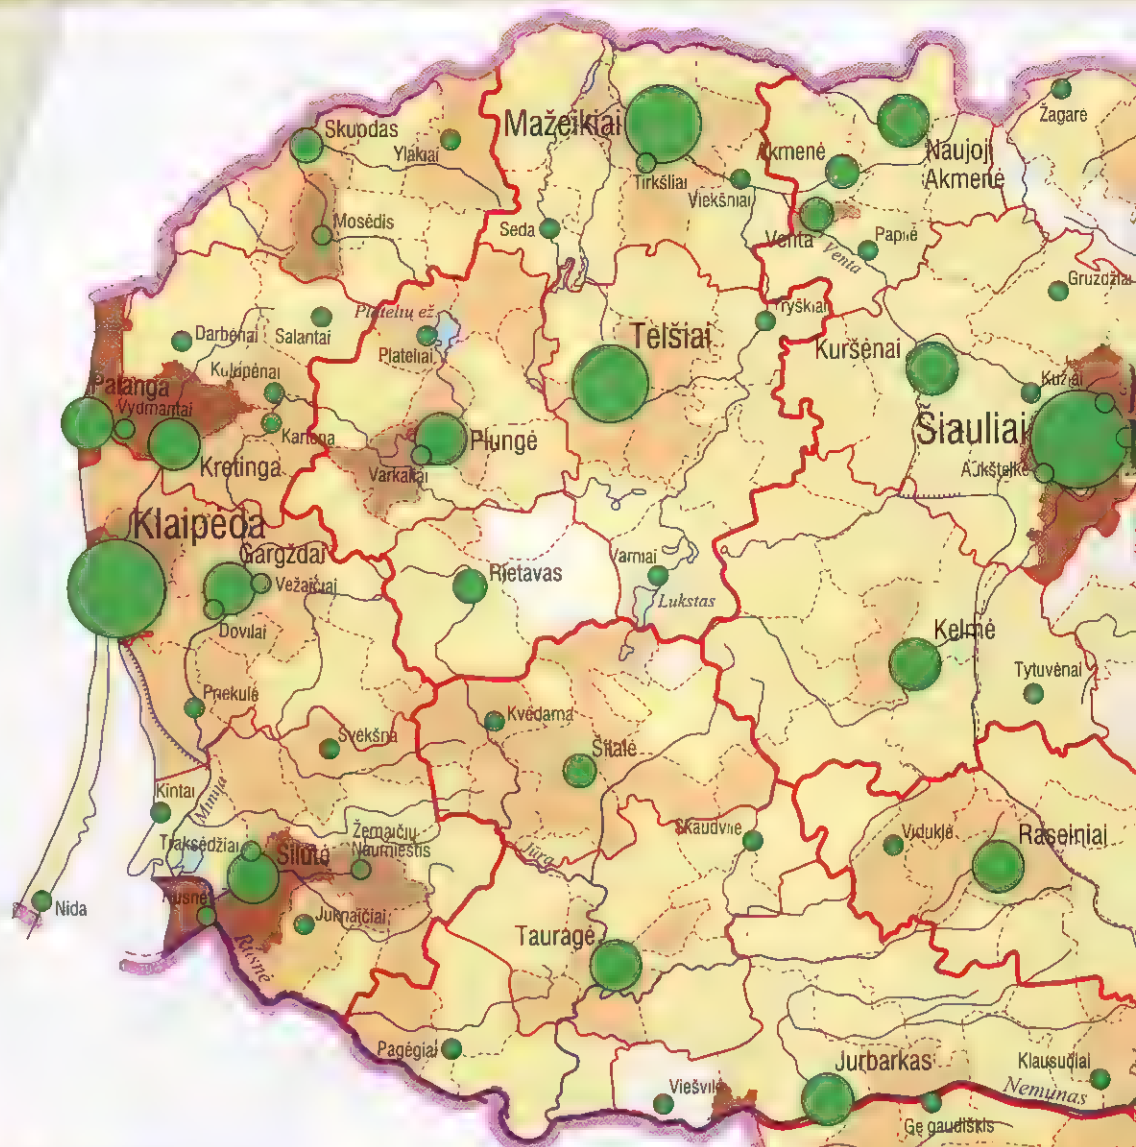 Žagarė
Skuodas
Mažeikiai
Ylakiai
Akmenė
Naujoji
Akmenė
Tirkšliai
Viekšniai
Mosėdis
Seda
Venta
Papilė
Venta
Gruzdžiai
Platelių ež.
Tryškiai
Darbėnai
Salantai
Plateliai
Telšiai
Kuršėnai
Kūlupėnai
Kužiai
Palanga
Vydmantai
Kartena
Plungė
Šiauliai
Kretinga
Varkaliai
Aukštelkė
Klaipėda
Gargždai
Vėžaičiai
Rietavas
Varniai
Lukstas
Dovilai
Kelmė
Tytuvėnai
Priekulė
Kvėdarna
Švėkšna
Šilalė
Kintai
Minija
Žemaičių
Naumiestis
Skaudvilė
Viduklė
Raseiniai
Traksėdžiai
Šilutė
Jūra
Rusnė
Nida
Juknaičiai
Tauragė
Rusnė
Pagėgiai
Jurbarkas
Klausučiai
Viešvilė
Nemunas
Gelgaudiškis